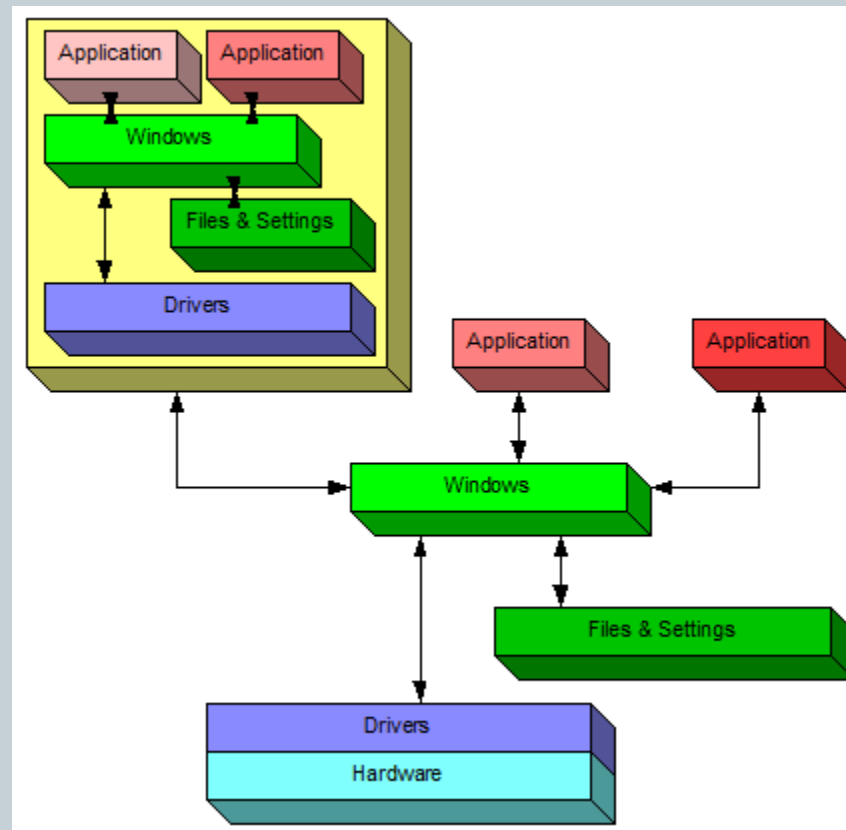 Application
Application
Windows
Files & Settings
Drivers
Application
Application
Windows
Files & Settings
Drivers
Hardware